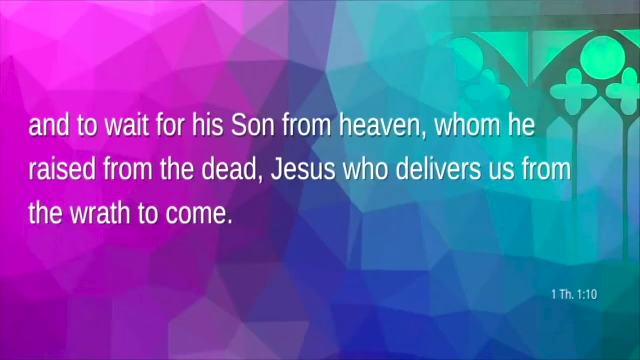 and to wait for his Son from heaven, whom he
raised from the dead, Jesus who delivers us from
the wrath to come.
1 Th. 1:10